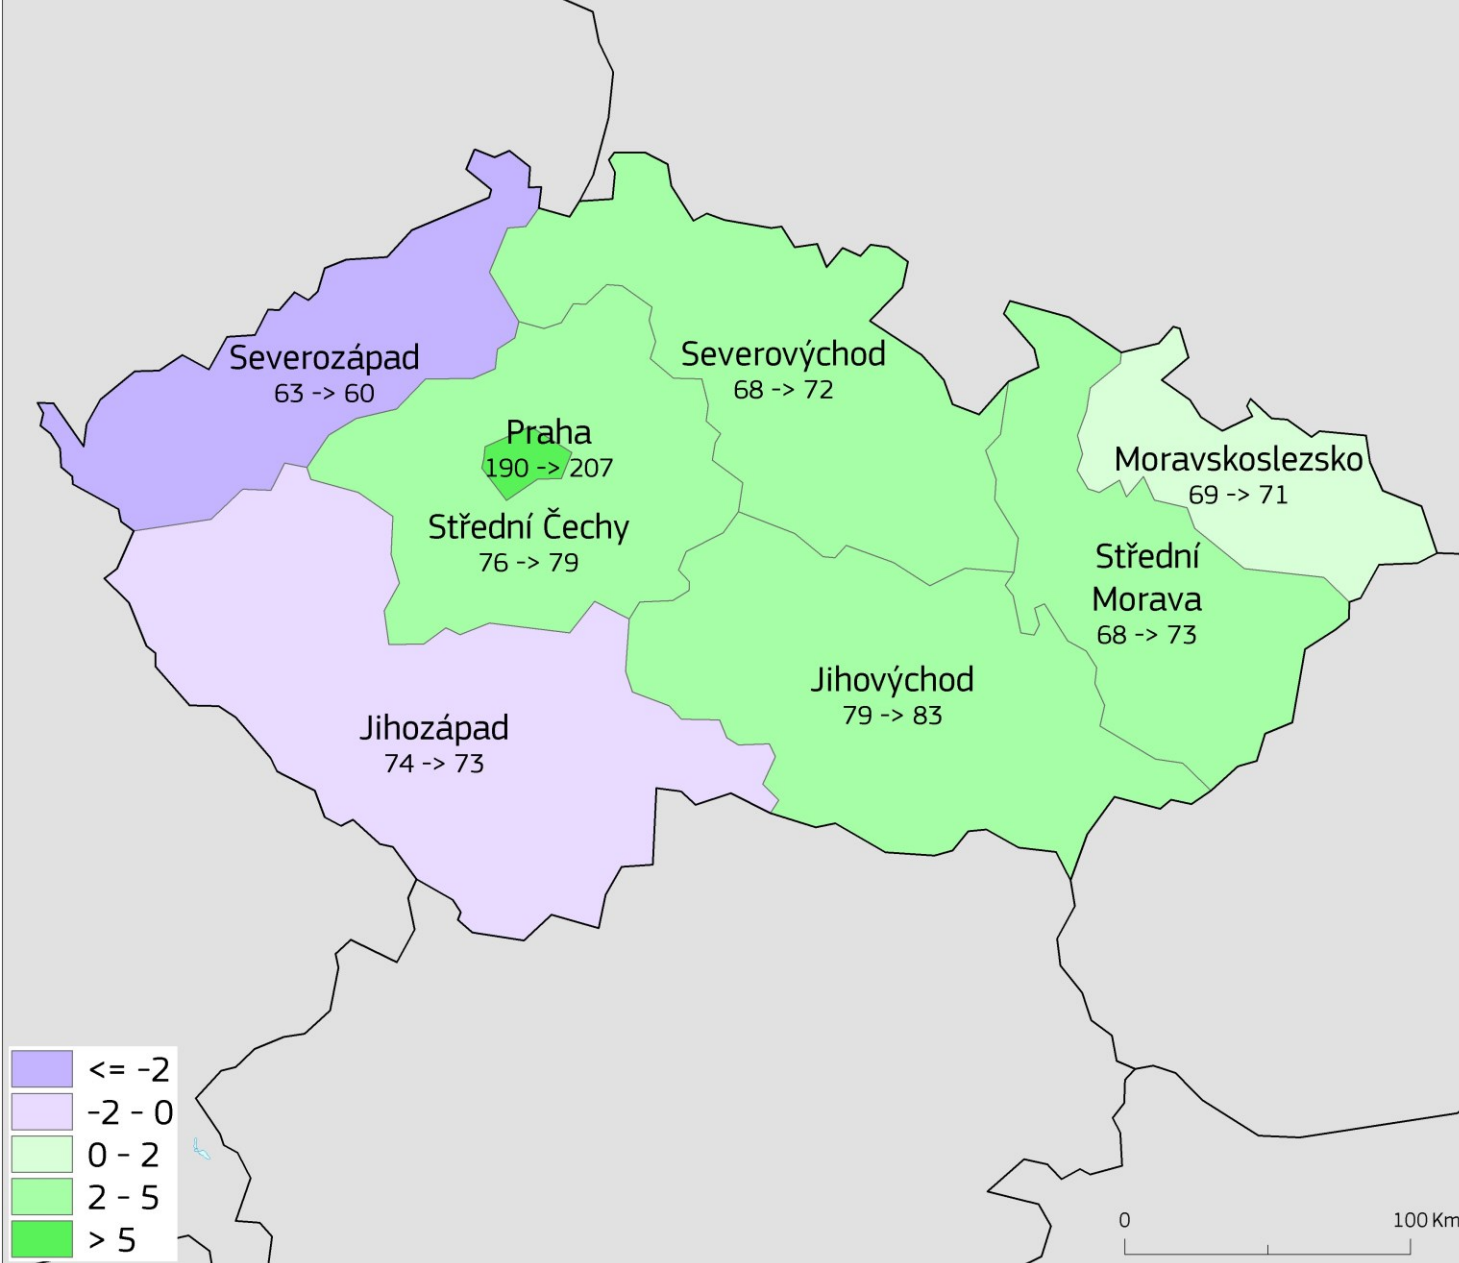 Severozápad
63 -> 60
Severovýchod
68 -> 72
Praha
190 -> 207
Střední Čechy
76 -> 79
Moravskoslezsko
69 -> 71
Střední
Morava
68 -> 73
Jihovýchod
79 -> 83
Jihozápad
74 -> 73
<= -2
-2 - 0
0 - 2
2 - 5
> 5
0 100 Km